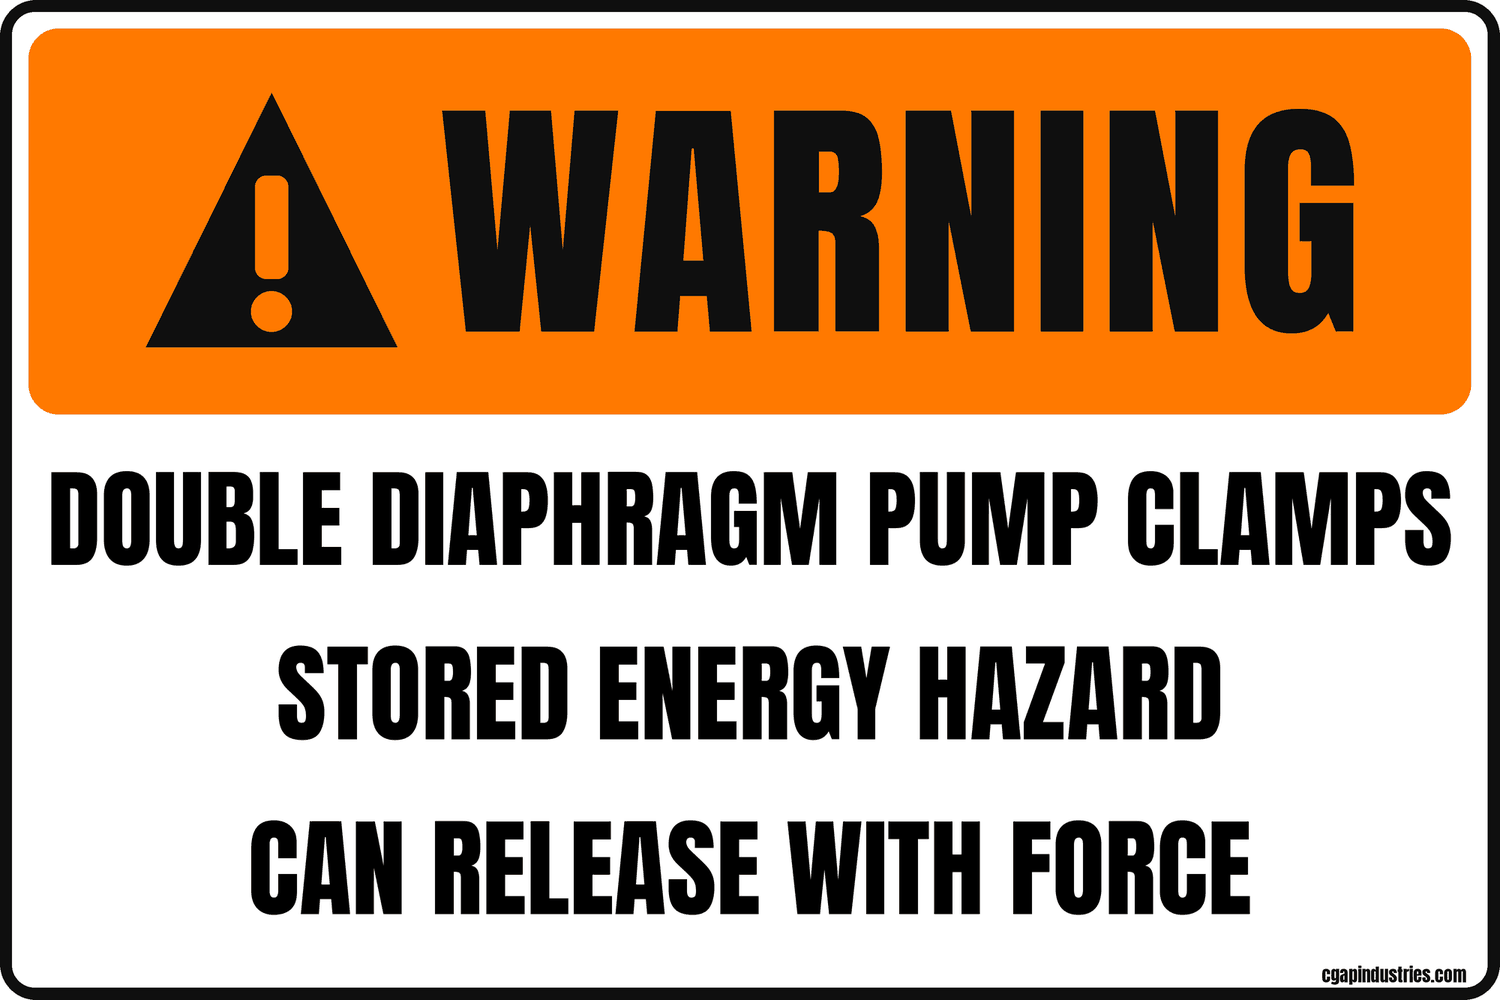 WARNING
DOUBLE DIAPHRAGM PUMP CLAMPS
STORED ENERGY HAZARD
CAN RELEASE WITH FORCE
cgapindustries.com